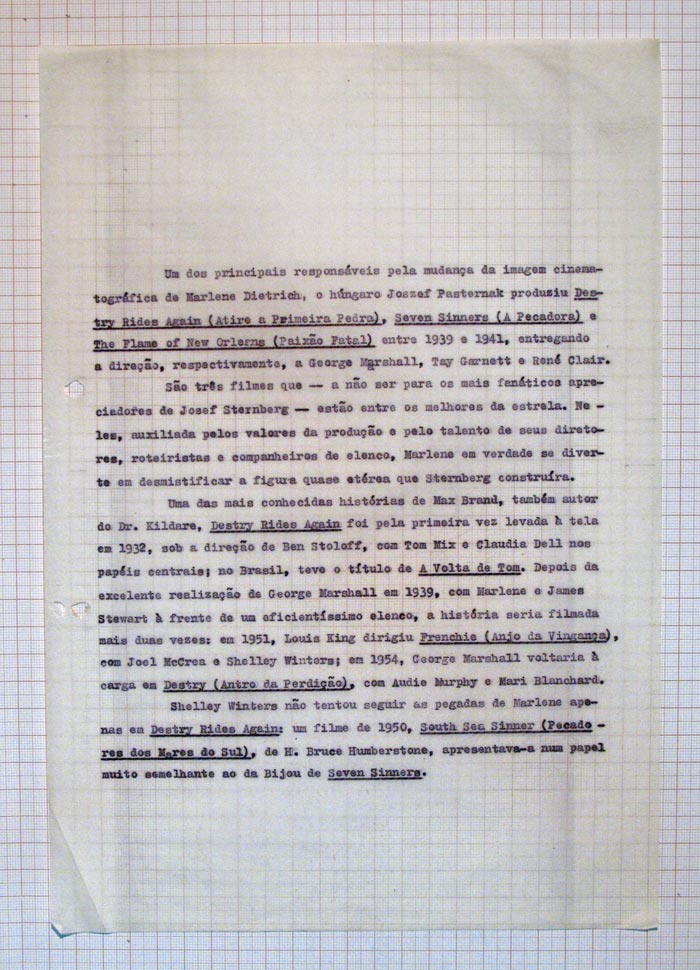 Um dos principais responsáveis pela mudança da imagem cinema-
tográfica de Marlene Dietrich, o húngaro Joszef Pasternak produziu Des-
try Rides Again (Atire a Primeira Pedra), Seven Sinners (A Pecadora) e
The Flame of New Orleans (Paixão Fatal) entre 1939 e 1941, entregando
a direção, respectivamente, a George Marshall, Tay Garnett e René Clair.
São três filmes que -- a não ser para os mais fanáticos apre-
ciadores de Josef Sternberg -- estão entre os melhores da estrela. Ne -
les, auxiliada pelos valores da produção e pelo talento de seus direto-
res, roteiristas e companheiros de elenco, Marlene em verdade se diver-
te em desmistificar a figura quase etérea que Sternberg construíra.
Uma das mais conhecidas histórias de Max Brand, também autor
do Dr. Kildare, Destry Rides Again foi pela primeira vez levada à tela
em 1932, sob a direção de Ben Stoloff, com Tom Mix e Claudia Dell nos
papéis centrais; no Brasil, teve o título de A Volta de Tom. Depois da
excelente realização de George Marshall em 1939, com Marlene e James
Stewart à frente de um eficientíssimo elenco, a história seria filmada
mais duas vezes: em 1951, Louis King dirigiu Frenchie (Anjo da Vingança),
com Joel McCrea e Shelley Winters; em 1954, George Marshall voltaria à
carga em Destry (Antro da Perdição), com Audie Murphy e Mari Blanchard.
Shelley Winters não tentou seguir as pegadas de Marlene ape-
nas em Destry Rides Again: um filme de 1950, South Sea Sinner (Pecado -
res dos Mares do Sul), de H. Bruce Humberstone, apresentava-a num papel
muito semelhante ao da Bijou de Seven Sinners.